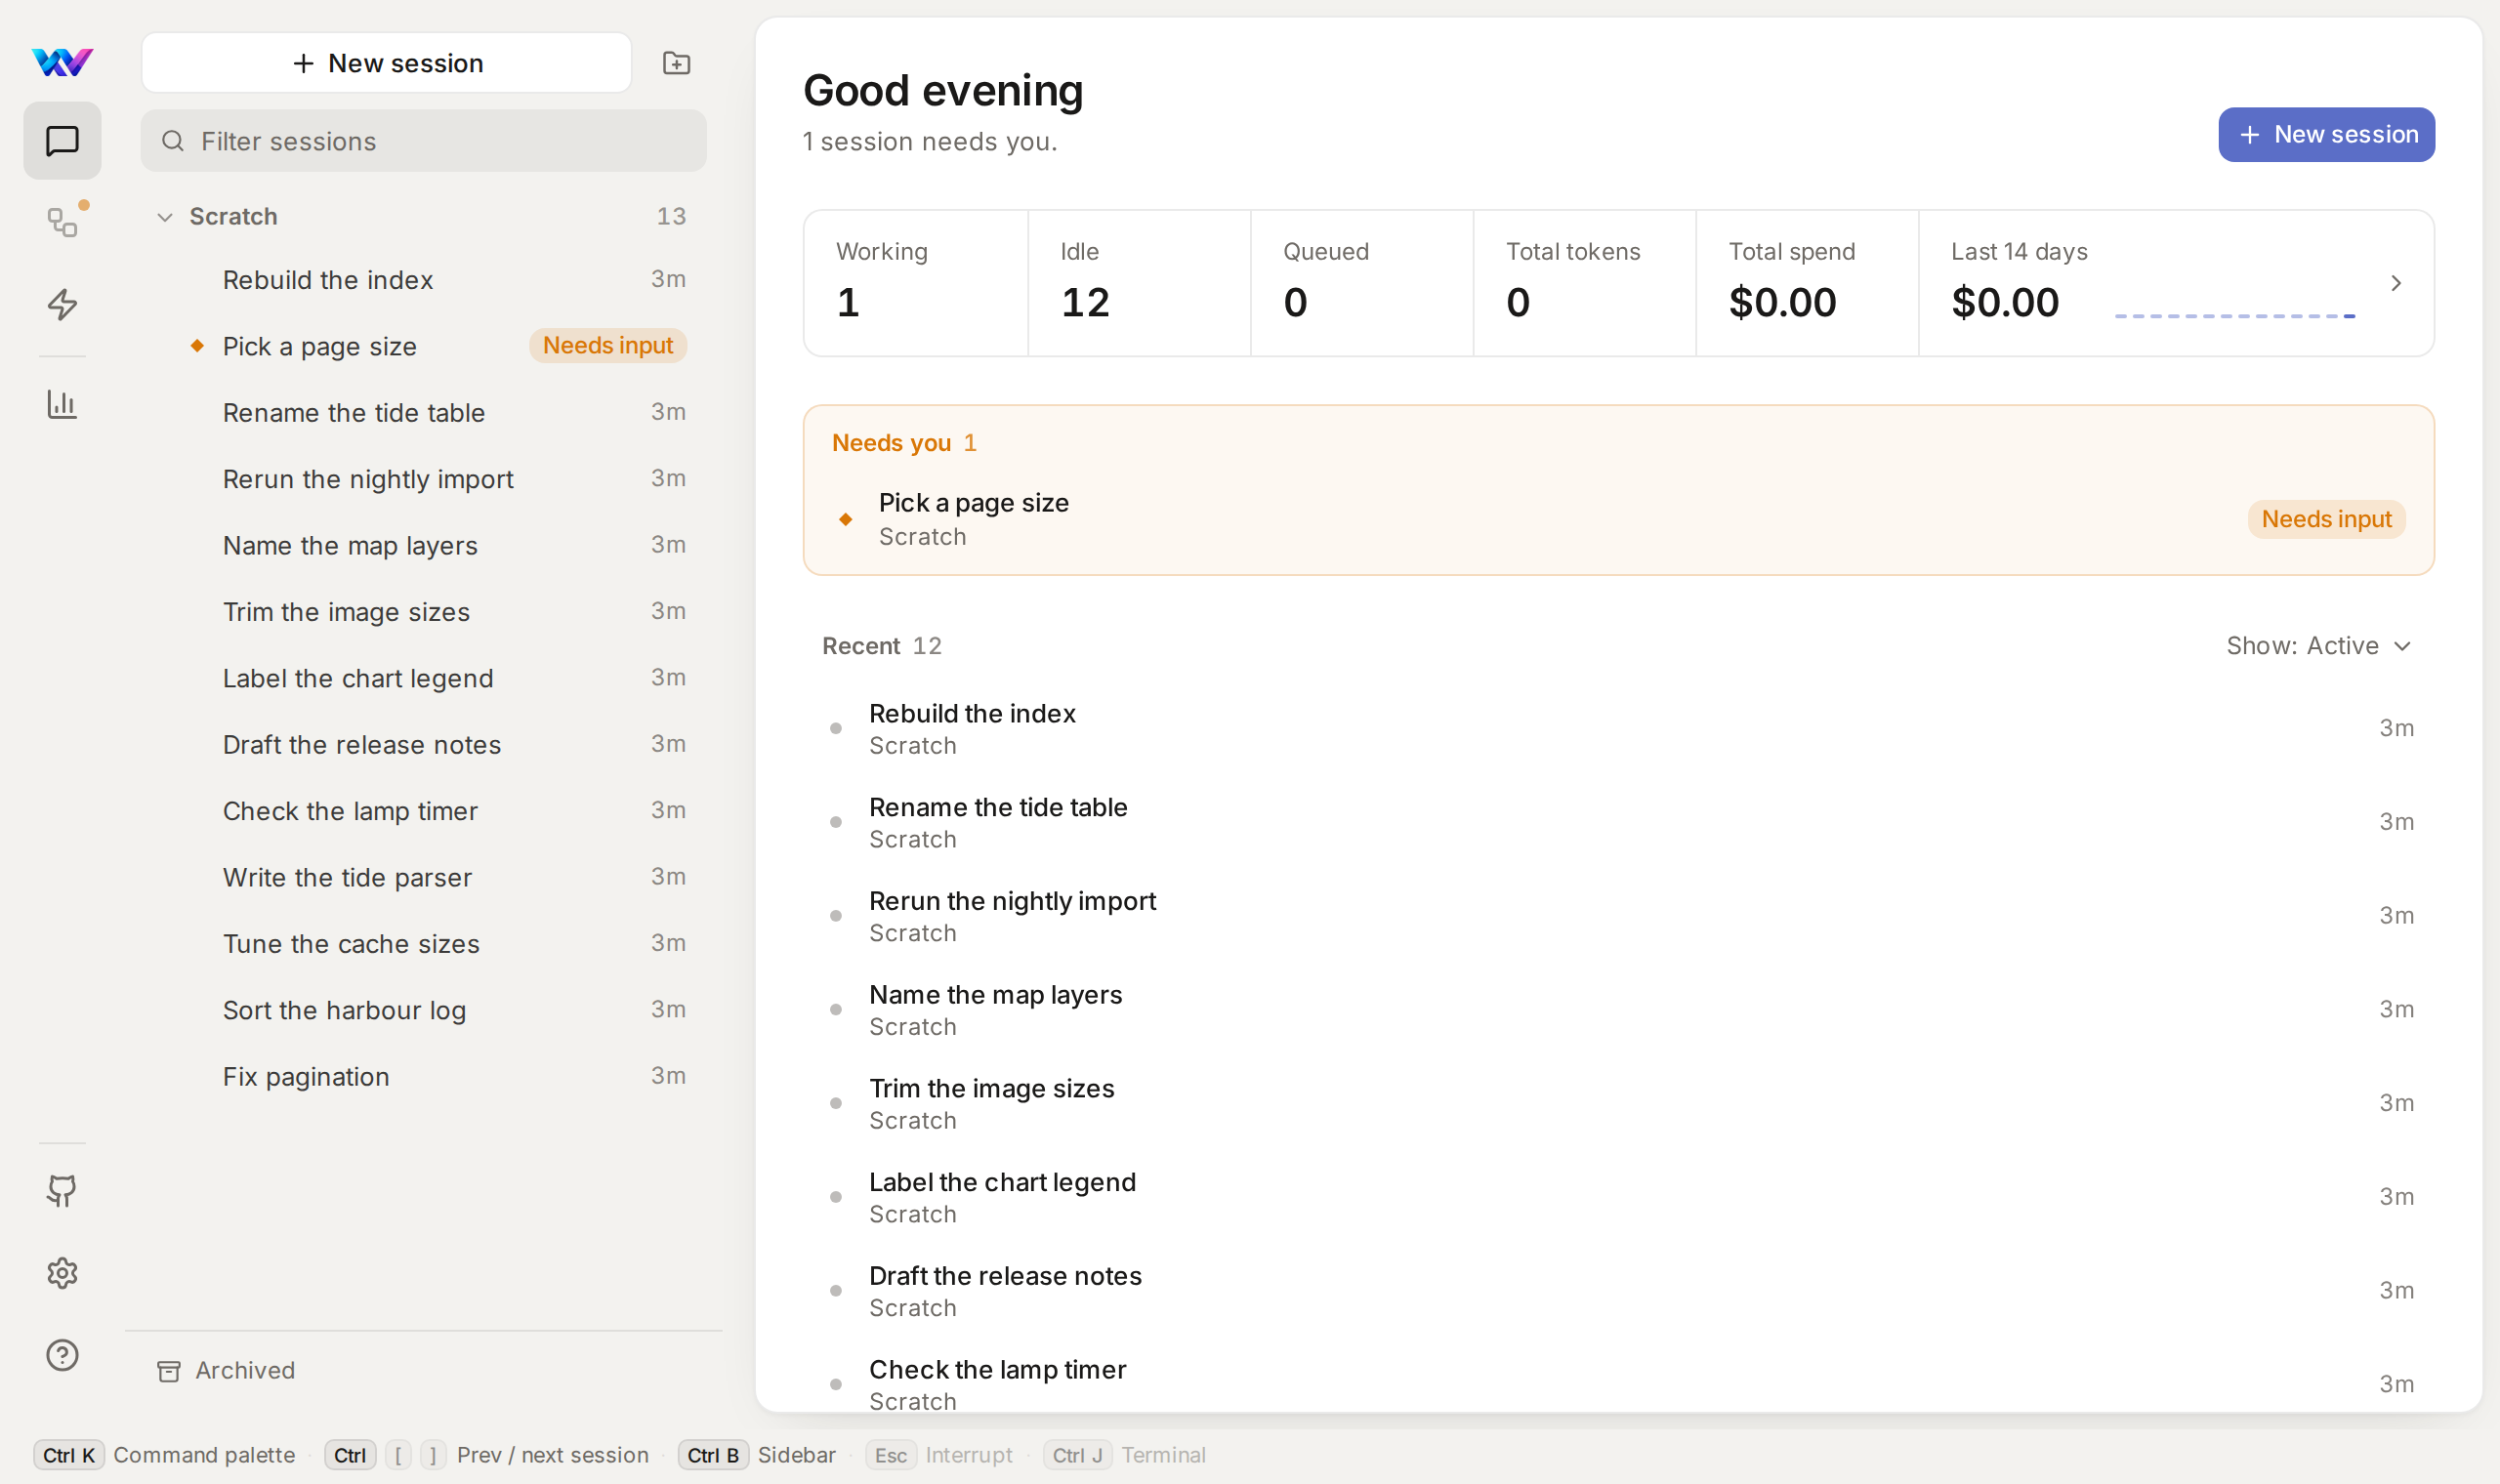 New session
Filter sessions
Scratch 13
Rebuild the index 3m
Pick a page size Needs input
Rename the tide table 3m
Rerun the nightly import 3m
Name the map layers 3m
Trim the image sizes 3m
Label the chart legend 3m
Draft the release notes 3m
Check the lamp timer 3m
Write the tide parser 3m
Tune the cache sizes 3m
Sort the harbour log 3m
Fix pagination 3m
Archived
Good evening
1 session needs you.
New session
Working
1
Idle
12
Queued
0
Total tokens
0
Total spend
$0.00
Last 14 days
$0.00
Needs you 1
Pick a page size
Scratch
Needs input
Recent 12
Show: Active
Rebuild the index
Scratch
3m
Rename the tide table
Scratch
3m
Rerun the nightly import
Scratch
3m
Name the map layers
Scratch
3m
Trim the image sizes
Scratch
3m
Label the chart legend
Scratch
3m
Draft the release notes
Scratch
3m
Check the lamp timer
Scratch
3m
Ctrl K Command palette · Ctrl [ ] Prev / next session · Ctrl B Sidebar · Esc Interrupt · Ctrl J Terminal